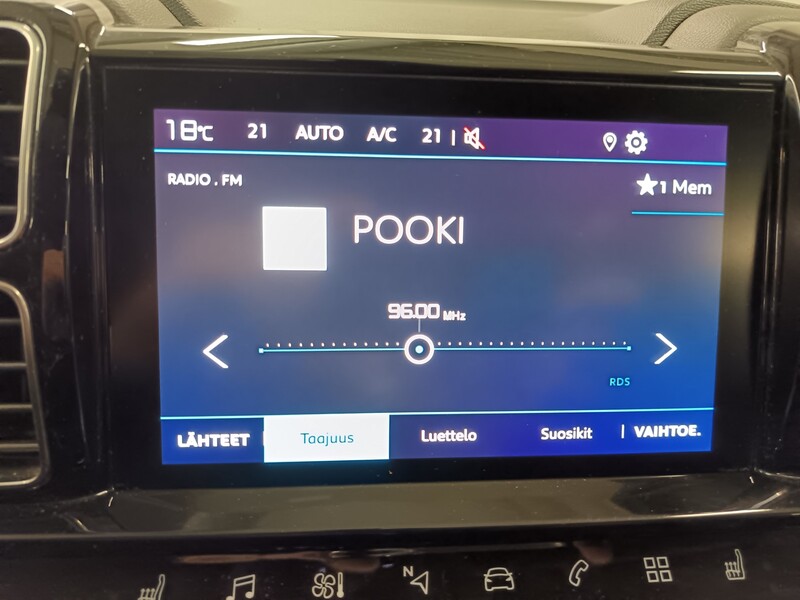 18°C 21 AUTO A/C 21 |
RADIO . FM
1 Mem
POOKI
96.00 MHz
RDS
LÄHTEET Taajuus Luettelo Suosikit | VAIHTOE.
N